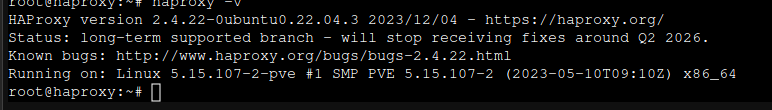 root@haproxy:~# haproxy -v
HAProxy version 2.4.22-0ubuntu0.22.04.3 2023/12/04 - https://haproxy.org/
Status: long-term supported branch - will stop receiving fixes around Q2 2026.
Known bugs: http://www.haproxy.org/bugs/bugs-2.4.22.html
Running on: Linux 5.15.107-2-pve #1 SMP PVE 5.15.107-2 (2023-05-10T09:10Z) x86_64
root@haproxy:~#